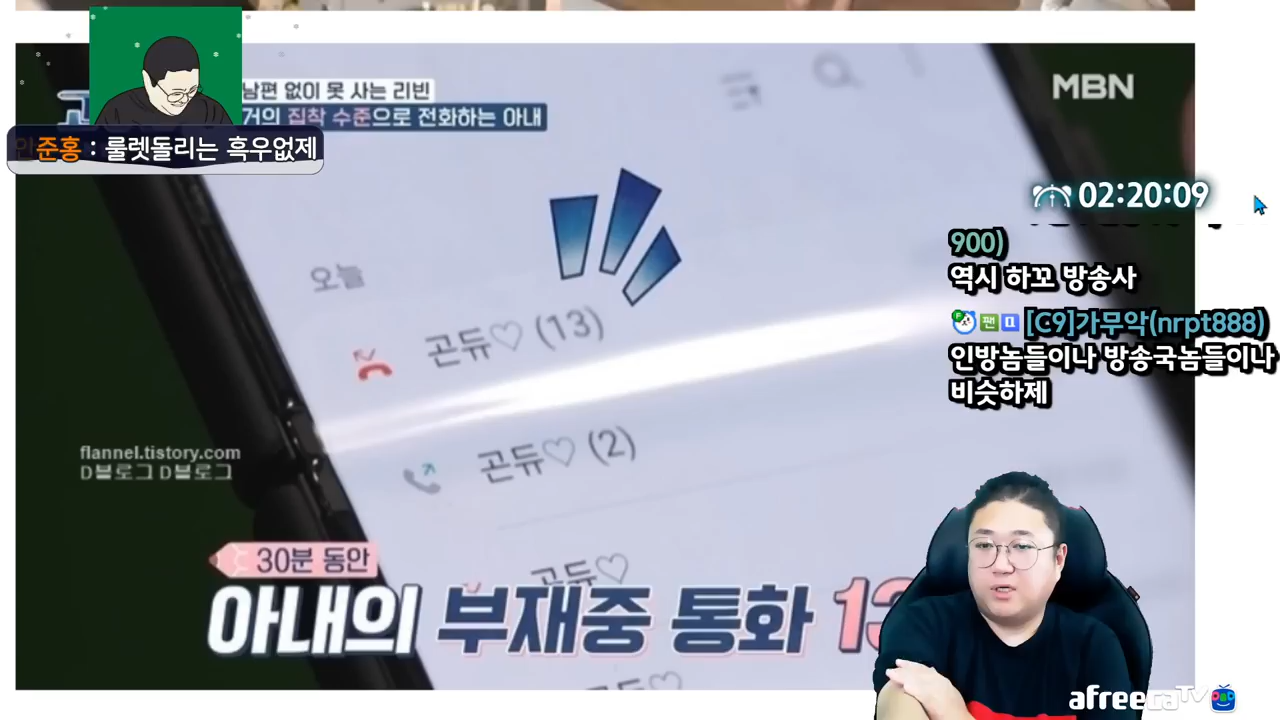 남편 없이 못 사는 리빈
거의 집착 수준으로 전화하는 아내
MBN
준홍 : 룰렛돌리는 흑우없제
02:20:09
900)
역시 하꼬 방송사
팬 [C9]가무악(nrpt888)
인방놈들이나 방송국놈들이나
비슷하제
오늘
곤듀♡ (13)
곤듀♡ (2)
곤듀♡
곤듀♡
flannel.tistory.com
D블로그 D블로그
30분 동안
아내의 부재중 통화 13
afreecaTV